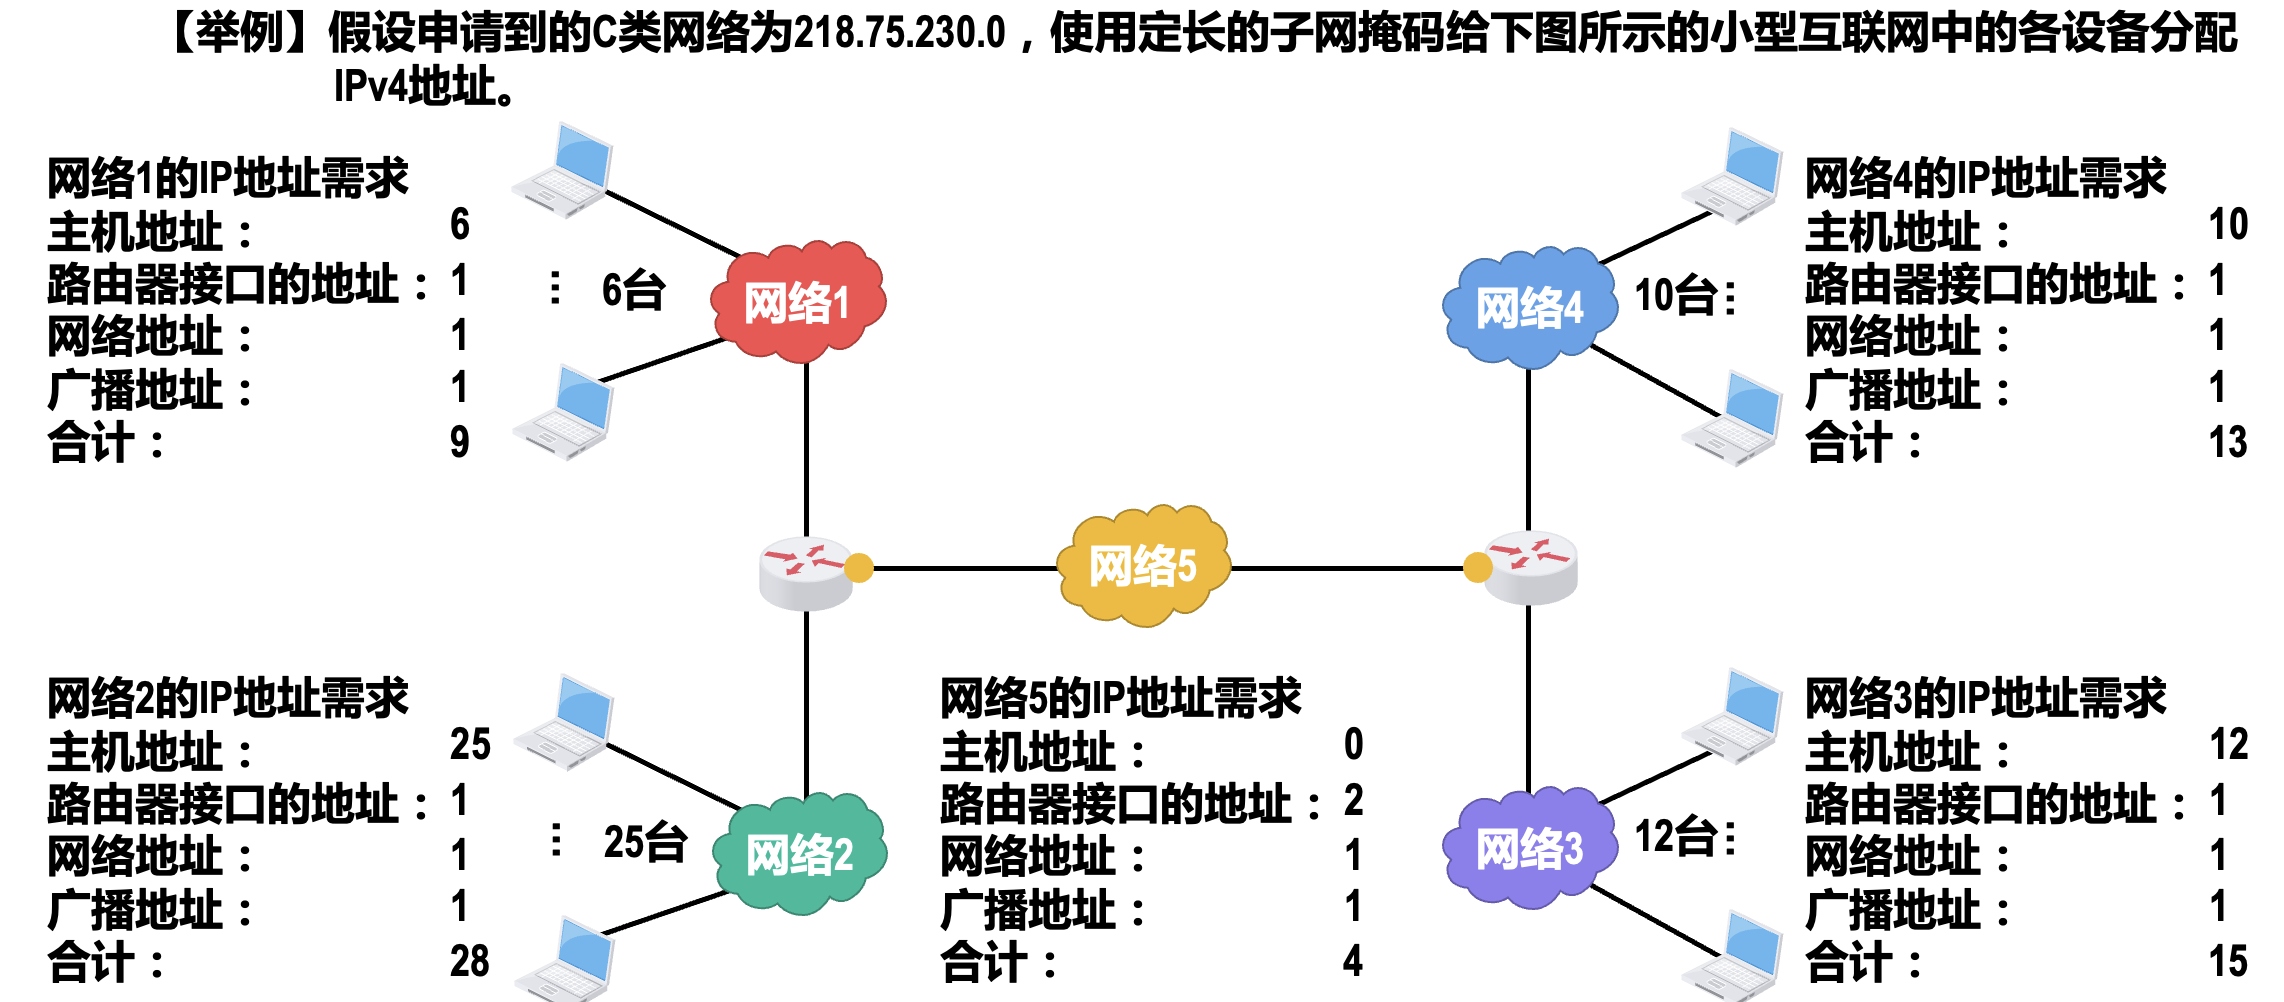 【举例】假设申请到的C类网络为218.75.230.0，使用定长的子网掩码给下图所示的小型互联网中的各设备分配
IPv4地址。
网络1的IP地址需求
主机地址： 6
路由器接口的地址： 1
网络地址： 1
广播地址： 1
合计： 9
6台
网络1
网络4
10台
网络4的IP地址需求
主机地址： 10
路由器接口的地址： 1
网络地址： 1
广播地址： 1
合计： 13
网络5
网络2的IP地址需求
主机地址： 25
路由器接口的地址： 1
网络地址： 1
广播地址： 1
合计： 28
25台
网络2
网络5的IP地址需求
主机地址： 0
路由器接口的地址： 2
网络地址： 1
广播地址： 1
合计： 4
网络3
12台
网络3的IP地址需求
主机地址： 12
路由器接口的地址： 1
网络地址： 1
广播地址： 1
合计： 15